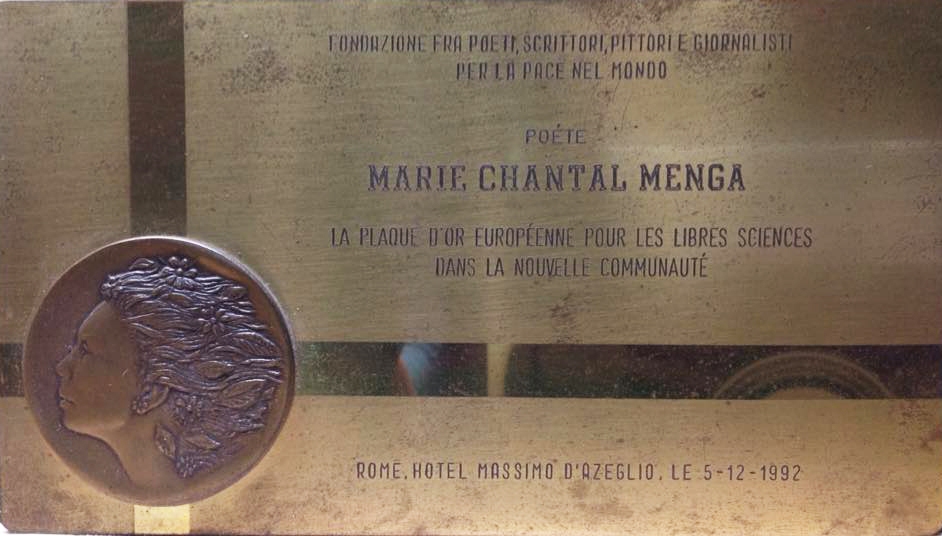 FONDAZIONE FRA POETI, SCRITTORI, PITTORI E GIORNALISTI
PER LA PACE NEL MONDO
POÉTE
MARIE CHANTAL MENGA
LA PLAQUE D'OR EUROPÉENNE POUR LES LIBRES SCIENCES
DANS LA NOUVELLE COMMUNAUTÉ
ROME, HOTEL MASSIMO D'AZEGLIO, LE 5-12-1992